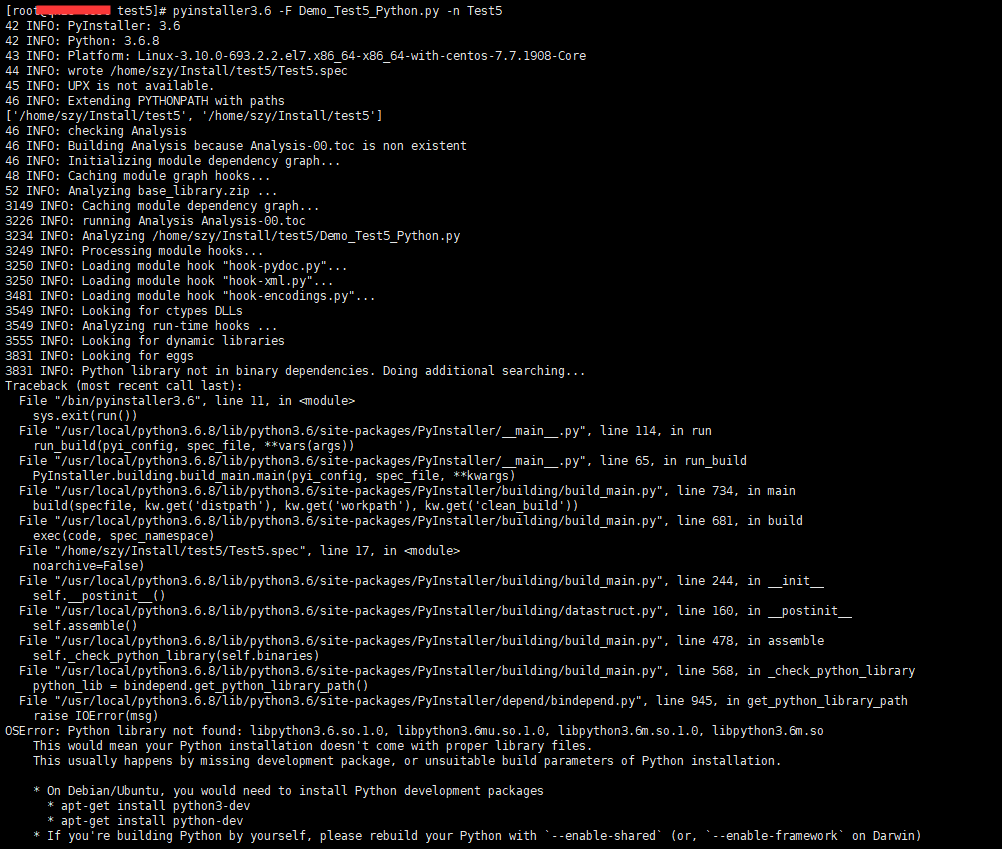 [root test5]# pyinstaller3.6 -F Demo_Test5_Python.py -n Test5
42 INFO: PyInstaller: 3.6
42 INFO: Python: 3.6.8
43 INFO: Platform: Linux-3.10.0-693.2.2.el7.x86_64-x86_64-with-centos-7.7.1908-Core
44 INFO: wrote /home/szy/Install/test5/Test5.spec
45 INFO: UPX is not available.
46 INFO: Extending PYTHONPATH with paths
['/home/szy/Install/test5', '/home/szy/Install/test5']
46 INFO: checking Analysis
46 INFO: Building Analysis because Analysis-00.toc is non existent
46 INFO: Initializing module dependency graph...
48 INFO: Caching module graph hooks...
52 INFO: Analyzing base_library.zip ...
3149 INFO: Caching module dependency graph...
3226 INFO: running Analysis Analysis-00.toc
3234 INFO: Analyzing /home/szy/Install/test5/Demo_Test5_Python.py
3249 INFO: Processing module hooks...
3250 INFO: Loading module hook "hook-pydoc.py"...
3250 INFO: Loading module hook "hook-xml.py"...
3481 INFO: Loading module hook "hook-encodings.py"...
3549 INFO: Looking for ctypes DLLs
3549 INFO: Analyzing run-time hooks ...
3555 INFO: Looking for dynamic libraries
3831 INFO: Looking for eggs
3831 INFO: Python library not in binary dependencies. Doing additional searching...
Traceback (most recent call last):
  File "/bin/pyinstaller3.6", line 11, in <module>
    sys.exit(run())
  File "/usr/local/python3.6.8/lib/python3.6/site-packages/PyInstaller/__main__.py", line 114, in run
    run_build(pyi_config, spec_file, **vars(args))
  File "/usr/local/python3.6.8/lib/python3.6/site-packages/PyInstaller/__main__.py", line 65, in run_build
    PyInstaller.building.build_main.main(pyi_config, spec_file, **kwargs)
  File "/usr/local/python3.6.8/lib/python3.6/site-packages/PyInstaller/building/build_main.py", line 734, in main
    build(specfile, kw.get('distpath'), kw.get('workpath'), kw.get('clean_build'))
  File "/usr/local/python3.6.8/lib/python3.6/site-packages/PyInstaller/building/build_main.py", line 681, in build
    exec(code, spec_namespace)
  File "/home/szy/Install/test5/Test5.spec", line 17, in <module>
    noarchive=False)
  File "/usr/local/python3.6.8/lib/python3.6/site-packages/PyInstaller/building/build_main.py", line 244, in __init__
    self.__postinit__()
  File "/usr/local/python3.6.8/lib/python3.6/site-packages/PyInstaller/building/datastruct.py", line 160, in __postinit__
    self.assemble()
  File "/usr/local/python3.6.8/lib/python3.6/site-packages/PyInstaller/building/build_main.py", line 478, in assemble
    self._check_python_library(self.binaries)
  File "/usr/local/python3.6.8/lib/python3.6/site-packages/PyInstaller/building/build_main.py", line 568, in _check_python_library
    python_lib = bindepend.get_python_library_path()
  File "/usr/local/python3.6.8/lib/python3.6/site-packages/PyInstaller/depend/bindepend.py", line 945, in get_python_library_path
    raise IOError(msg)
OSError: Python library not found: libpython3.6.so.1.0, libpython3.6mu.so.1.0, libpython3.6m.so.1.0, libpython3.6m.so
    This would mean your Python installation doesn't come with proper library files.
    This usually happens by missing development package, or unsuitable build parameters of Python installation.

    * On Debian/Ubuntu, you would need to install Python development packages
      * apt-get install python3-dev
      * apt-get install python-dev
    * If you're building Python by yourself, please rebuild your Python with `--enable-shared` (or, `--enable-framework` on Darwin)